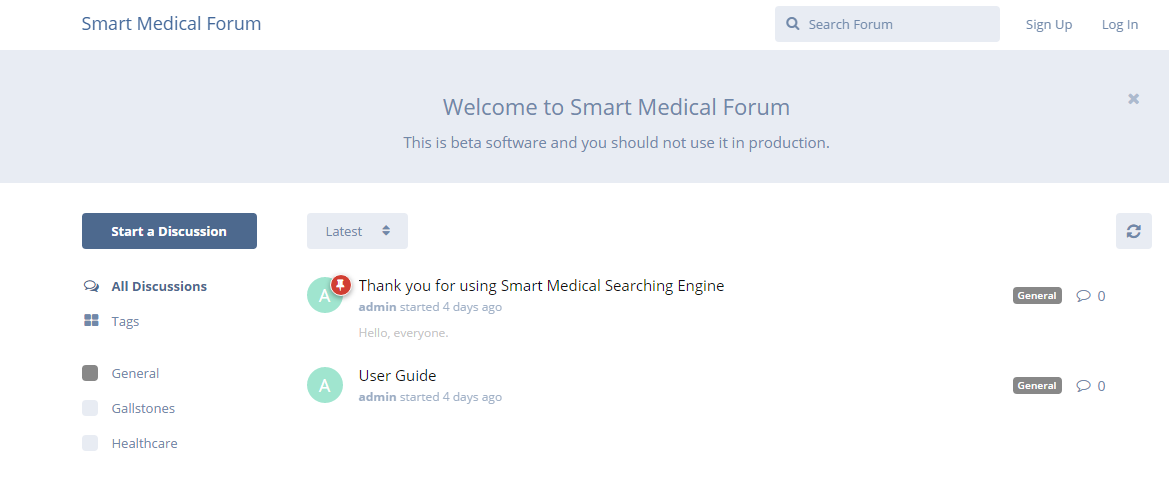 Smart Medical Forum
Search Forum
Sign Up
Log In
Welcome to Smart Medical Forum
This is beta software and you should not use it in production.
Start a Discussion
All Discussions
Tags
General
Gallstones
Healthcare
Latest
A
Thank you for using Smart Medical Searching Engine
admin started 4 days ago
Hello, everyone.
General
0
A
User Guide
admin started 4 days ago
General
0